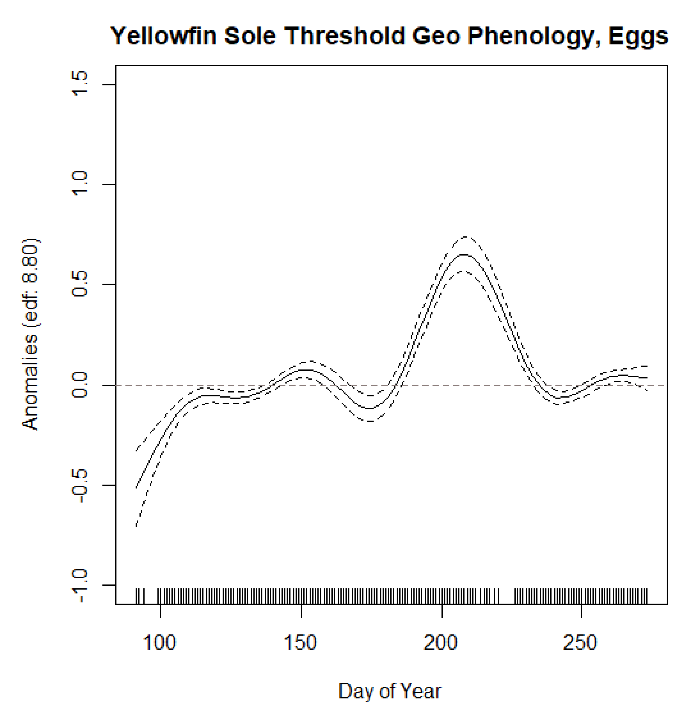 Yellowfin Sole Threshold Geo Phenology, Eggs
1.5
1.0
0.5
0.0
-0.5
-1.0
Anomalies (edf: 8.80)
100 150 200 250
Day of Year